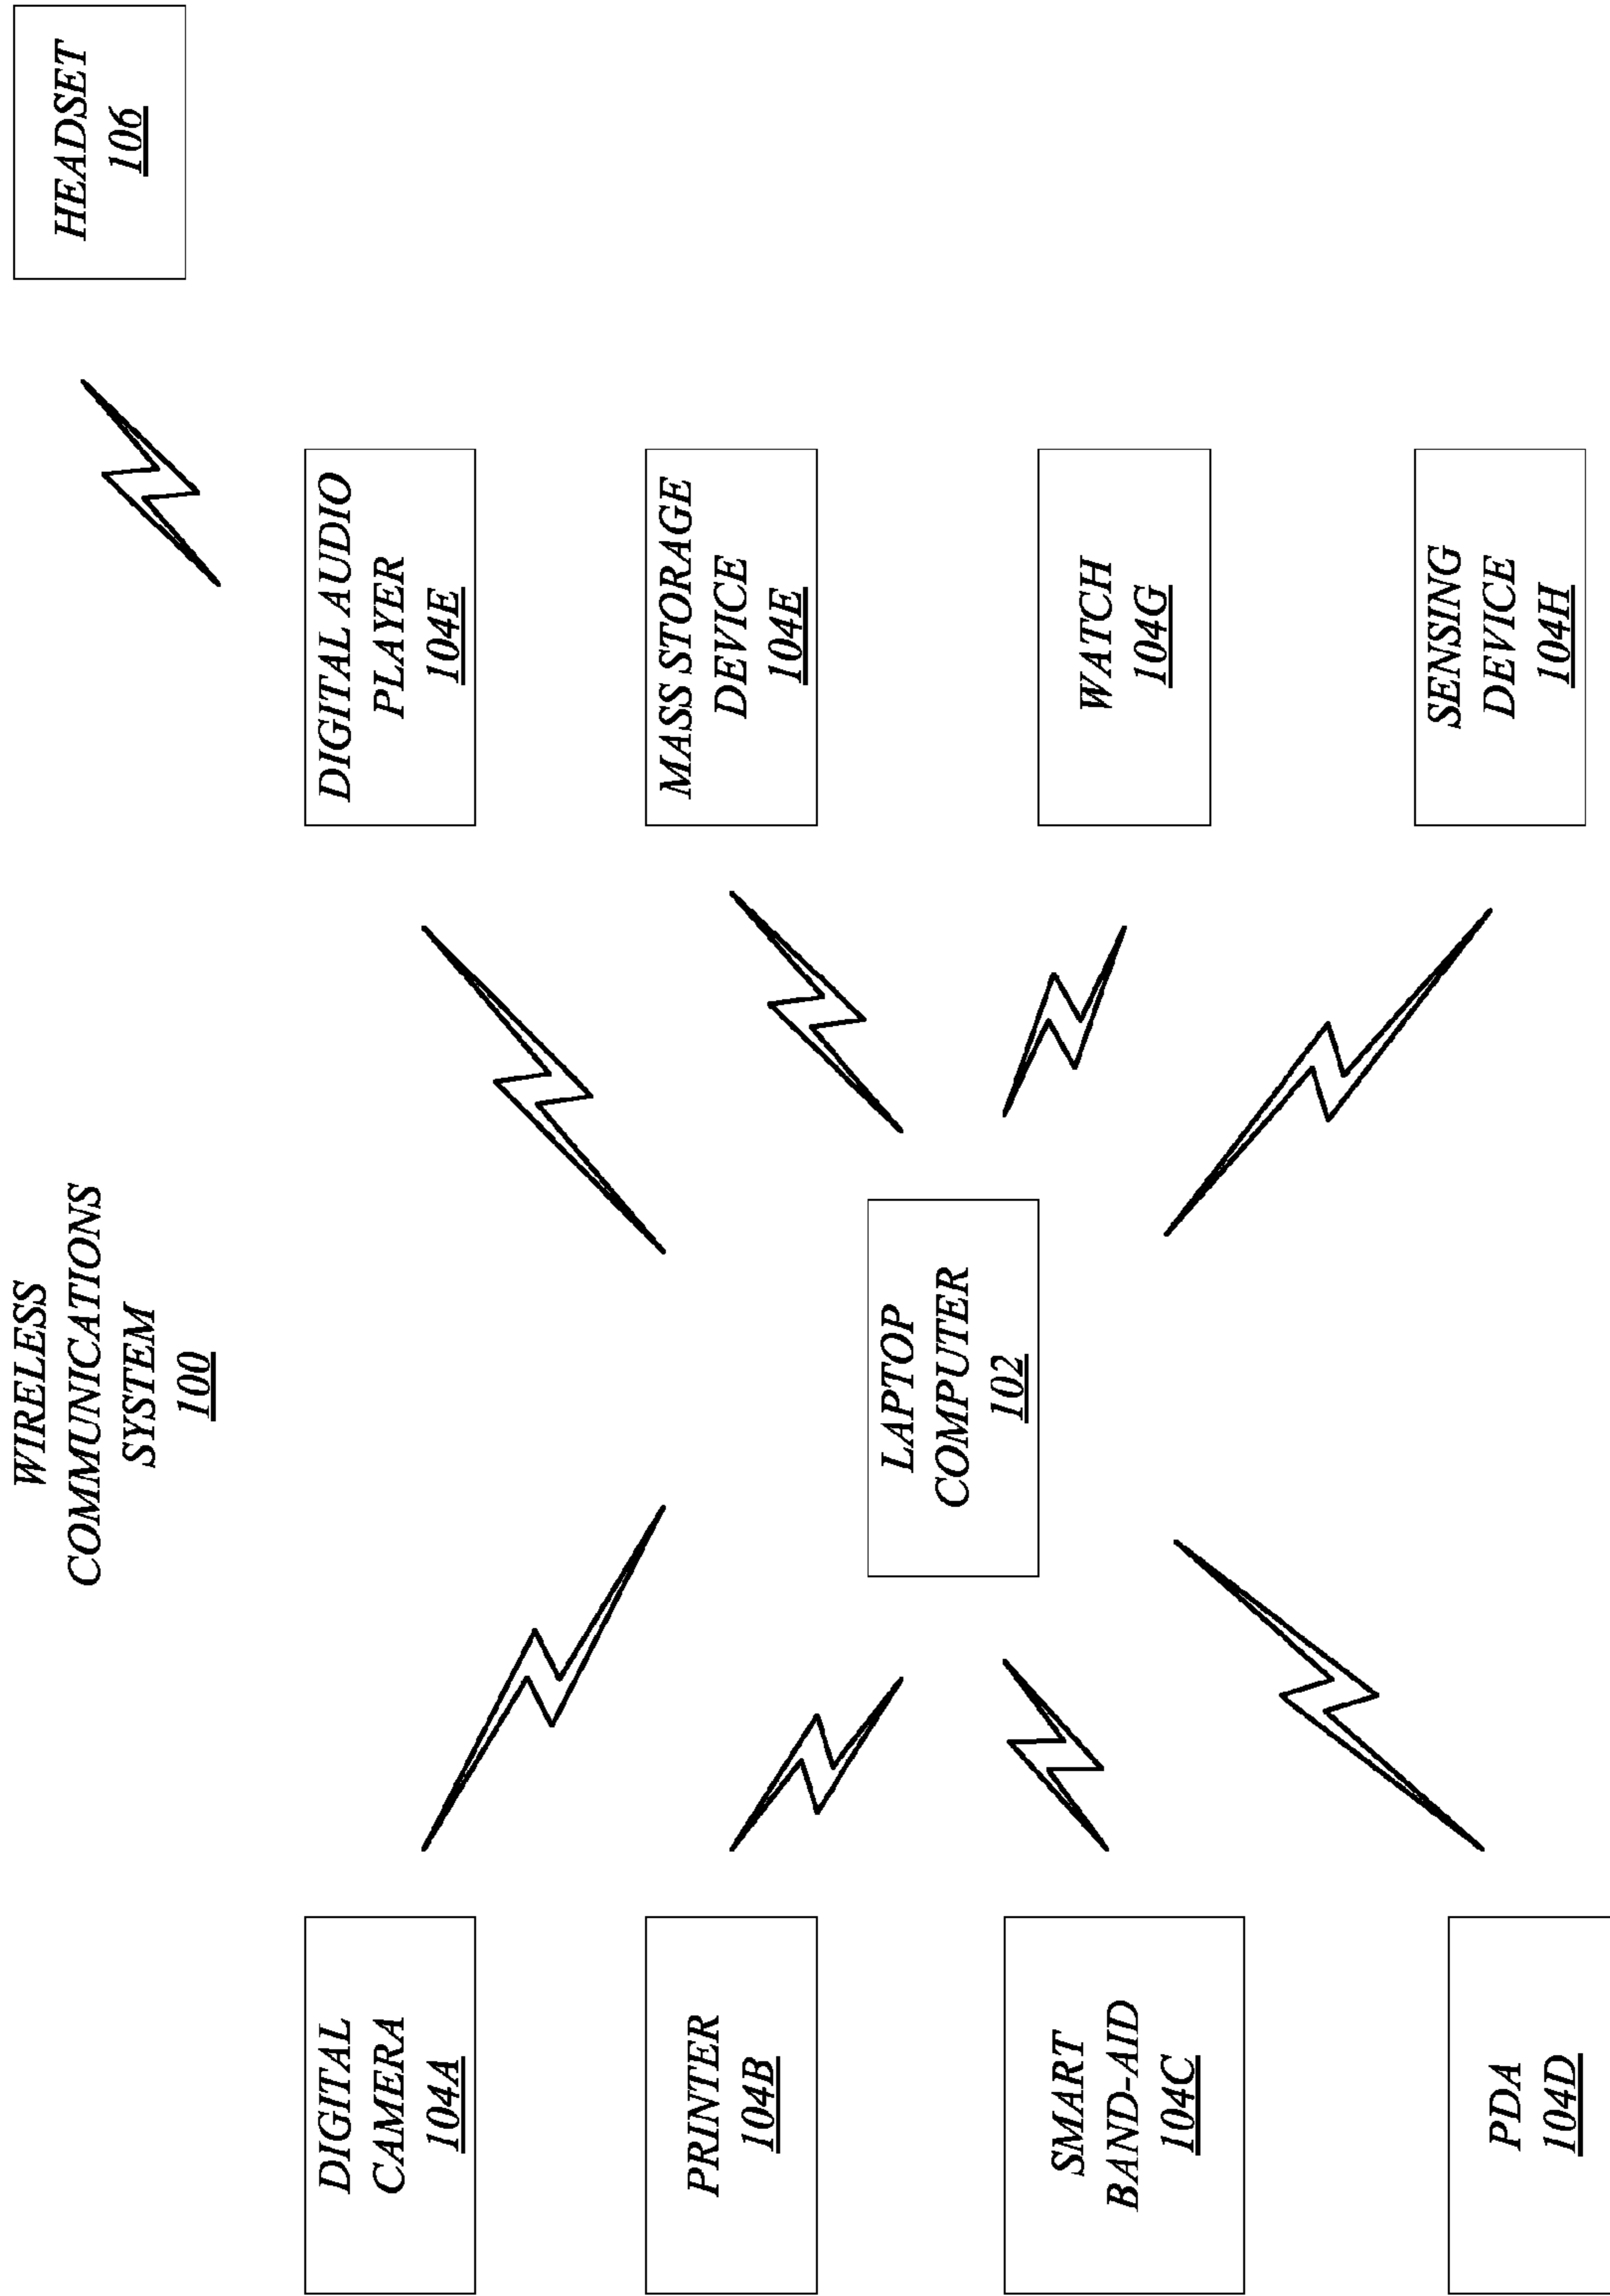 WIRELESS
COMMUNICATIONS
SYSTEM
100
HEADSET
106
DIGITAL
CAMERA
104A
DIGITAL AUDIO
PLAYER
104E
PRINTER
104B
MASS STORAGE
DEVICE
104E
LAPTOP
COMPUTER
102
SMART
BAND-AID
104C
WATCH
104G
PDA
104D
SENSING
DEVICE
104H